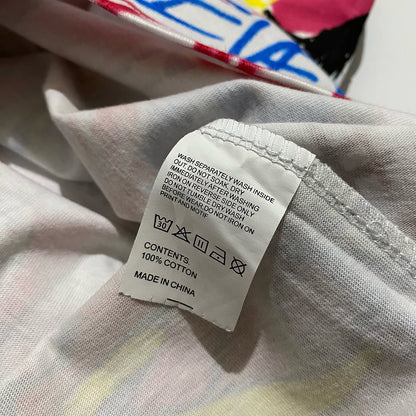 WASH SEPARATELY WASH INSIDE
OUT. DO NOT SOAK. DRY
IMMEDIATELY AFTER WASHING
IRON ON REVERSE SIDE ONLY
DO NOT TUMBLE DRY WASH
BEFORE WEAR. DO NOT IRON ON
PRINT AND MOTIF
30
CONTENTS:
100% COTTON
MADE IN CHINA